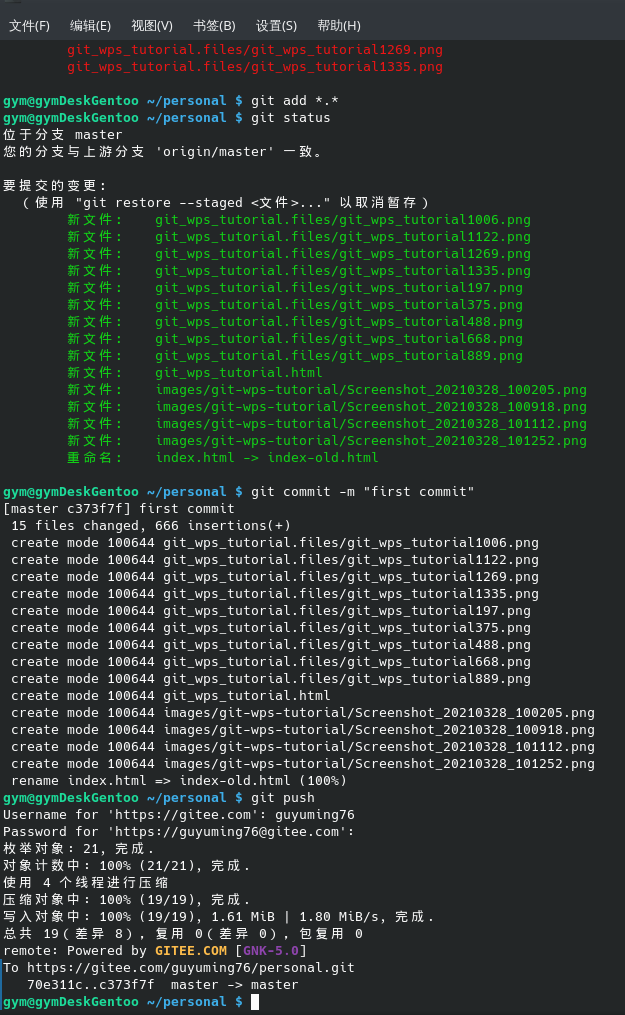 文件(F) 编辑(E) 视图(V) 书签(B) 设置(S) 帮助(H)
git_wps_tutorial.files/git_wps_tutorial1269.png
git_wps_tutorial.files/git_wps_tutorial1335.png
gym@gymDeskGentoo ~/personal $ git add *.*
gym@gymDeskGentoo ~/personal $ git status
位于分支 master
您的分支与上游分支 'origin/master' 一致。
要提交的变更:
(使用 "git restore --staged <文件>..." 以取消暂存)
新文件: git_wps_tutorial.files/git_wps_tutorial1006.png
新文件: git_wps_tutorial.files/git_wps_tutorial1122.png
新文件: git_wps_tutorial.files/git_wps_tutorial1269.png
新文件: git_wps_tutorial.files/git_wps_tutorial1335.png
新文件: git_wps_tutorial.files/git_wps_tutorial197.png
新文件: git_wps_tutorial.files/git_wps_tutorial375.png
新文件: git_wps_tutorial.files/git_wps_tutorial488.png
新文件: git_wps_tutorial.files/git_wps_tutorial668.png
新文件: git_wps_tutorial.files/git_wps_tutorial889.png
新文件: git_wps_tutorial.html
新文件: images/git-wps-tutorial/Screenshot_20210328_100205.png
新文件: images/git-wps-tutorial/Screenshot_20210328_100918.png
新文件: images/git-wps-tutorial/Screenshot_20210328_101112.png
新文件: images/git-wps-tutorial/Screenshot_20210328_101252.png
重命名: index.html -> index-old.html
gym@gymDeskGentoo ~/personal $ git commit -m "first commit"
[master c373f7f] first commit
15 files changed, 666 insertions(+)
create mode 100644 git_wps_tutorial.files/git_wps_tutorial1006.png
create mode 100644 git_wps_tutorial.files/git_wps_tutorial1122.png
create mode 100644 git_wps_tutorial.files/git_wps_tutorial1269.png
create mode 100644 git_wps_tutorial.files/git_wps_tutorial1335.png
create mode 100644 git_wps_tutorial.files/git_wps_tutorial197.png
create mode 100644 git_wps_tutorial.files/git_wps_tutorial375.png
create mode 100644 git_wps_tutorial.files/git_wps_tutorial488.png
create mode 100644 git_wps_tutorial.files/git_wps_tutorial668.png
create mode 100644 git_wps_tutorial.files/git_wps_tutorial889.png
create mode 100644 git_wps_tutorial.html
create mode 100644 images/git-wps-tutorial/Screenshot_20210328_100205.png
create mode 100644 images/git-wps-tutorial/Screenshot_20210328_100918.png
create mode 100644 images/git-wps-tutorial/Screenshot_20210328_101112.png
create mode 100644 images/git-wps-tutorial/Screenshot_20210328_101252.png
rename index.html => index-old.html (100%)
gym@gymDeskGentoo ~/personal $ git push
Username for 'https://gitee.com': guyuming76
Password for 'https://guyuming76@gitee.com':
枚举对象: 21, 完成.
对象计数中: 100% (21/21), 完成.
使用 4 个线程进行压缩
压缩对象中: 100% (19/19), 完成.
写入对象中: 100% (19/19), 1.61 MiB | 1.80 MiB/s, 完成.
总共 19(差异 8), 复用 0(差异 0), 包复用 0
remote: Powered by GITEE.COM [GNK-5.0]
To https://gitee.com/guyuming76/personal.git
70e311c..c373f7f master -> master
gym@gymDeskGentoo ~/personal $